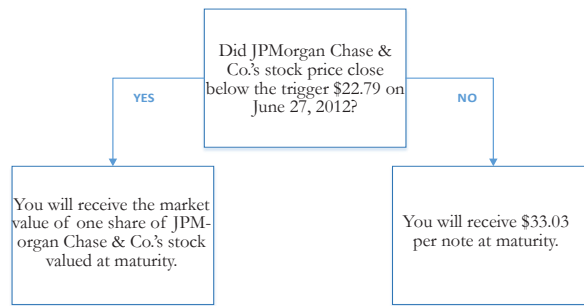 Did JPMorgan Chase &
Co.'s stock price close
below the trigger $22.79 on
June 27, 2012?
YES
NO
You will receive the market
value of one share of JPM-
organ Chase & Co.'s stock
valued at maturity.
You will receive $33.03
per note at maturity.